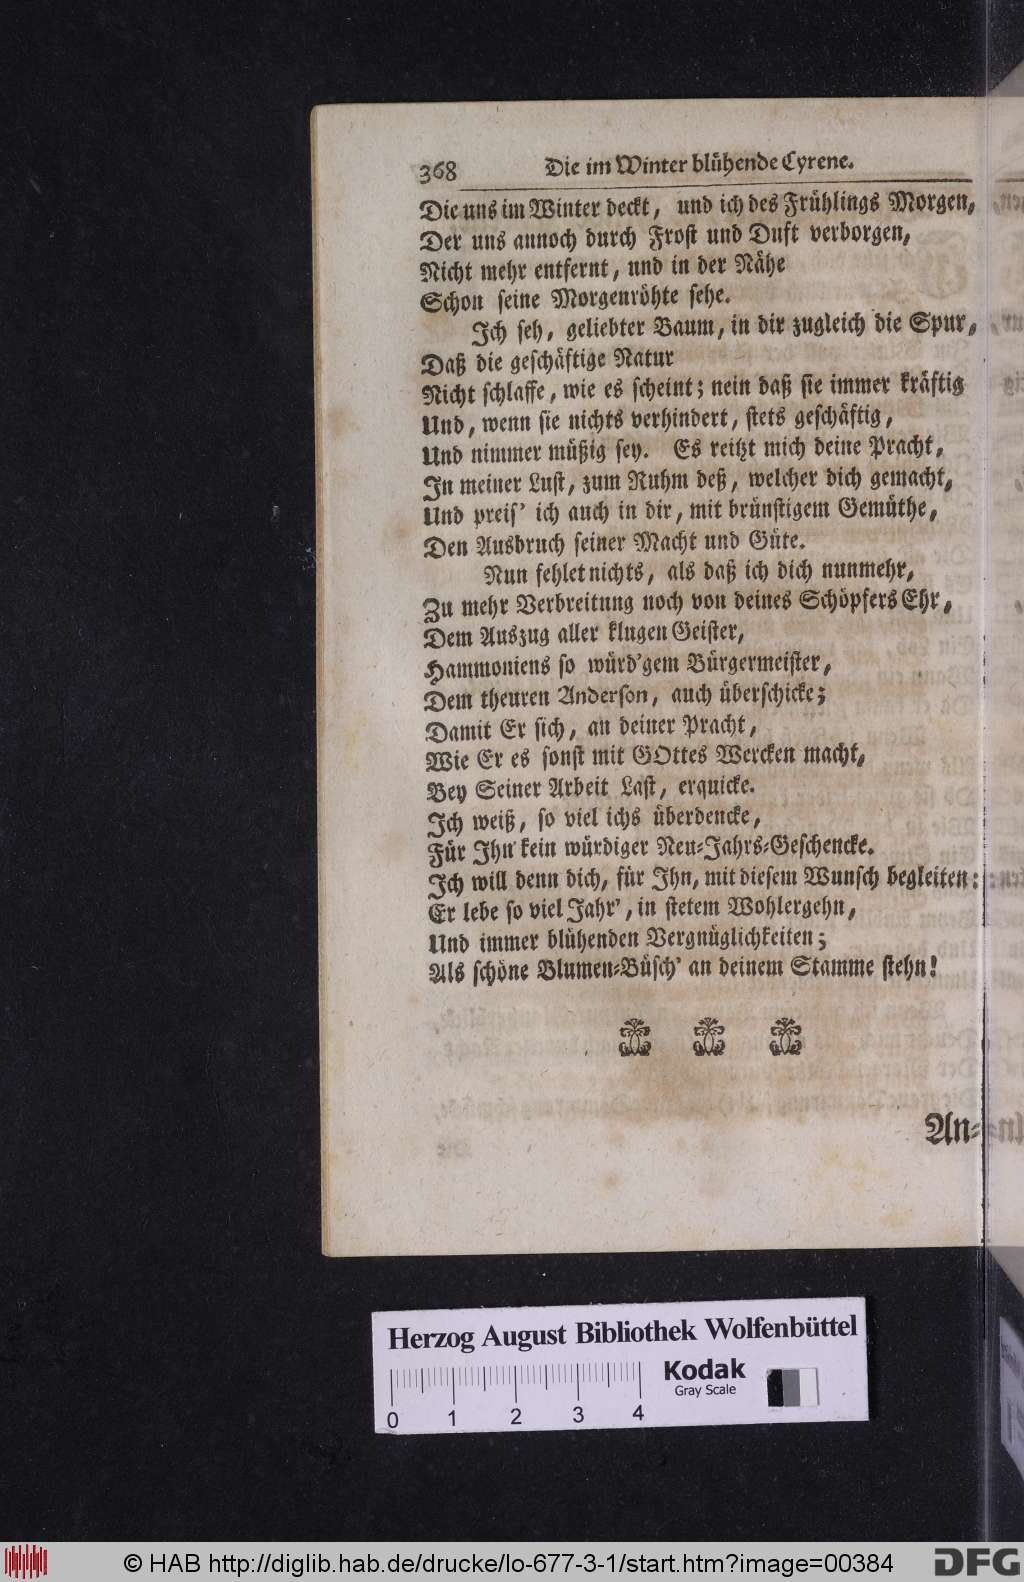 368 Die im Winter blühende Cyrene.
Die uns im Winter deckt, und ich des Frühlings Morgen,
Der uns annoch durch Frost und Duft verborgen,
Nicht mehr entfernt, und in der Nähe
Schon seine Morgenröhte sehe.
Ich seh, geliebter Baum, in dir zugleich die Spur,
Daß die geschäftige Natur
Nicht schlaffe, wie es scheint; nein daß sie immer kräftig
Und, wenn sie nichts verhindert, stets geschäftig,
Und nimmer müßig sey. Es reitzt mich deine Pracht,
In meiner Lust, zum Ruhm deß, welcher dich gemacht,
Und preis' ich auch in dir, mit brünstigem Gemüthe,
Den Ausbruch seiner Macht und Güte.
Nun fehlet nichts, als daß ich dich nunmehr,
Zu mehr Verbreitung noch von deines Schöpfers Ehr,
Dem Auszug aller klugen Geister,
Hammoniens so würd'gem Bürgermeister,
Dem theuren Anderson, auch überschicke;
Damit Er sich, an deiner Pracht,
Wie Er es sonst mit GOttes Wercken macht,
Bey Seiner Arbeit Last, erquicke.
Ich weiß, so viel ichs überdencke,
Für Ihn kein würdiger Neu-Jahrs-Geschencke.
Ich will denn dich, für Ihn, mit diesem Wunsch begleiten:
Er lebe so viel Jahr', in stetem Wohlergehn,
Und immer blühenden Vergnüglichkeiten;
Als schöne Blumen-Büsch' an deinem Stamme stehn!
An-
Herzog August Bibliothek Wolfenbüttel
Kodak
Gray Scale
0 1 2 3 4
© HAB http://diglib.hab.de/drucke/lo-677-3-1/start.htm?image=00384
DFG